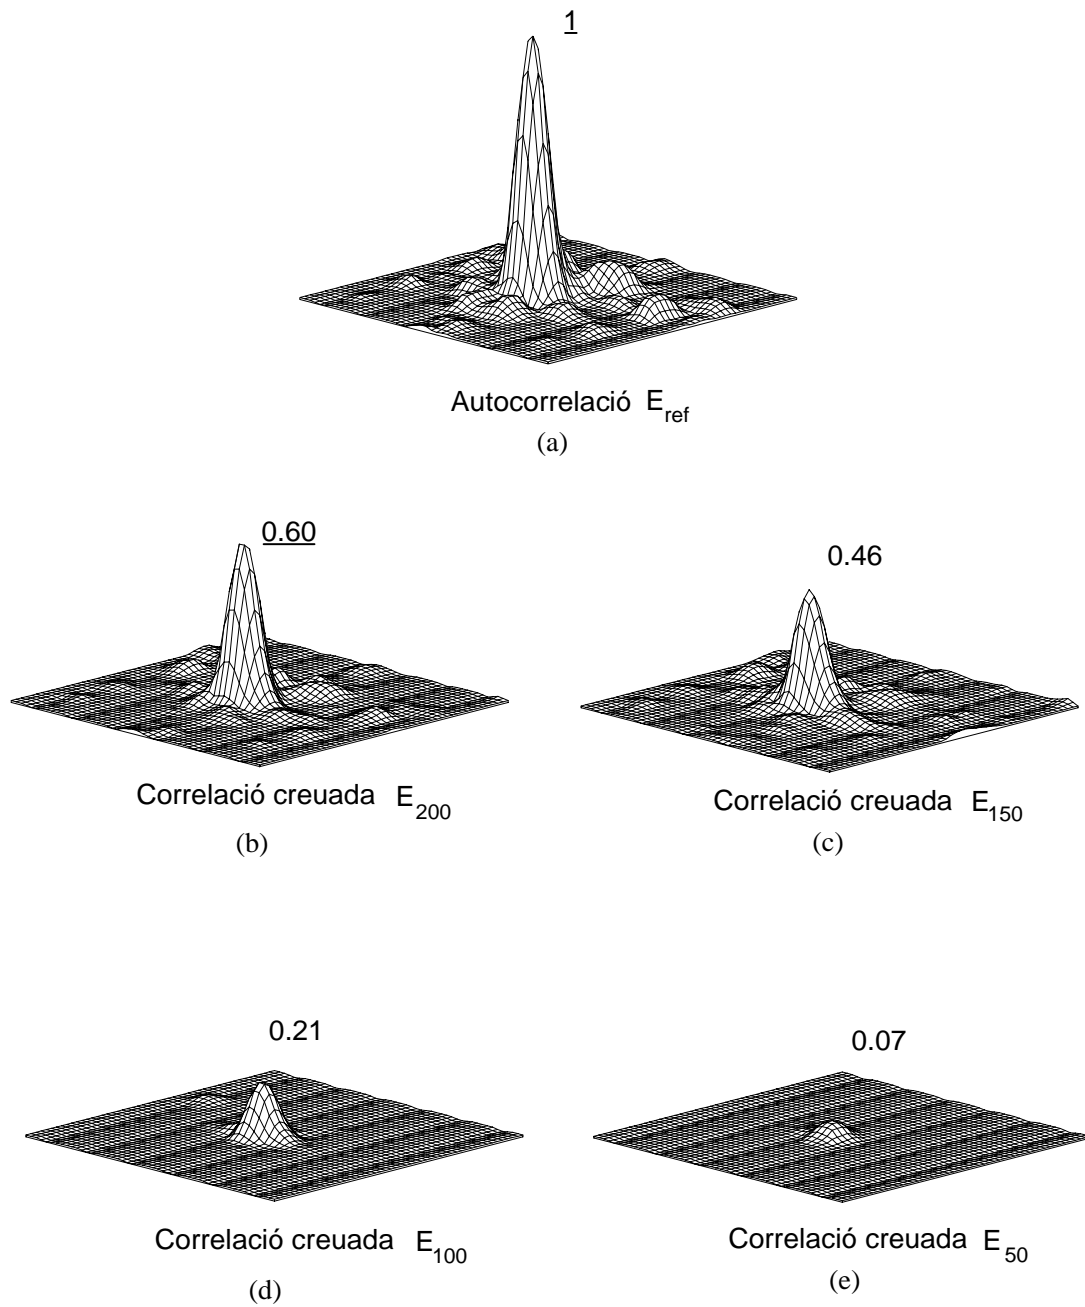 1
Autocorrelació E_ref
(a)
0.60
0.46
Correlació creuada E_200
Correlació creuada E_150
(b)
(c)
0.21
0.07
Correlació creuada E_100
Correlació creuada E_50
(d)
(e)